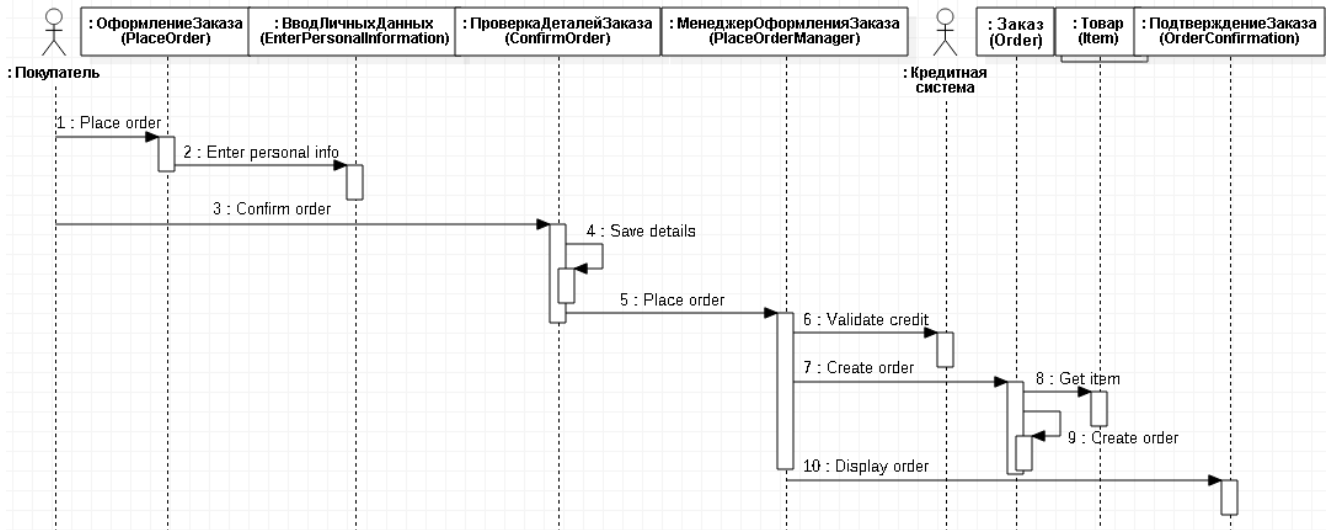 : ОформлениеЗаказа
(PlaceOrder)
: ВводЛичныхДанных
(EnterPersonalInformation)
: ПроверкаДеталейЗаказа
(ConfirmOrder)
: МенеджерОформленияЗаказа
(PlaceOrderManager)
: Заказ
(Order)
: Товар
(Item)
: ПодтверждениеЗаказа
(OrderConfirmation)
: Покупатель
: Кредитная
система
1 : Place order
2 : Enter personal info
3 : Confirm order
4 : Save details
5 : Place order
6 : Validate credit
7 : Create order
8 : Get item
9 : Create order
10 : Display order